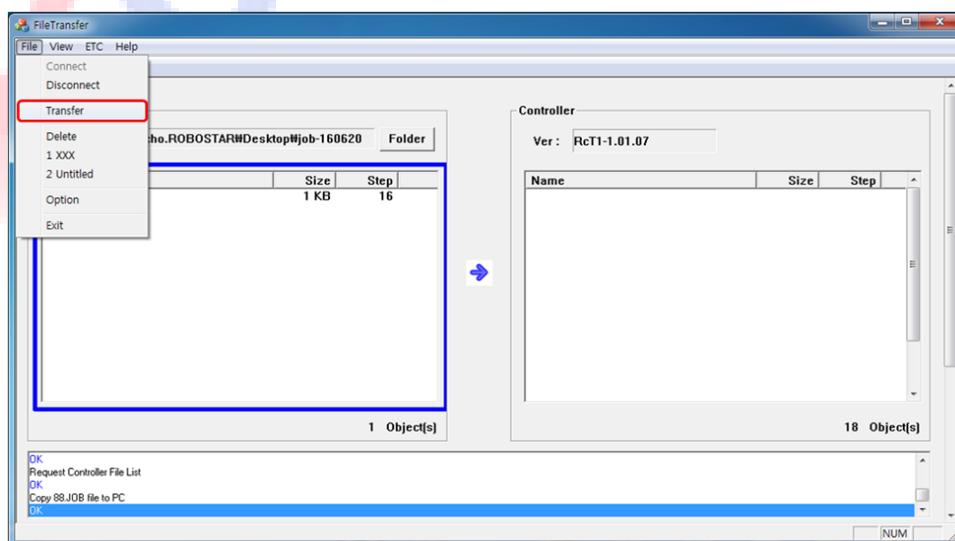 FileTransfer
File View ETC Help
Connect
Disconnect
Transfer
Delete
1 XXX
2 Untitled
Option
Exit
cho.ROBOSTAR₩Desktop₩job-160620 Folder
Size Step
1 KB 16
1 Object(s)
Controller
Ver : RcT1-1.01.07
Name Size Step
18 Object(s)
OK
Request Controller File List
OK
Copy 88.JOB file to PC
OK
NUM